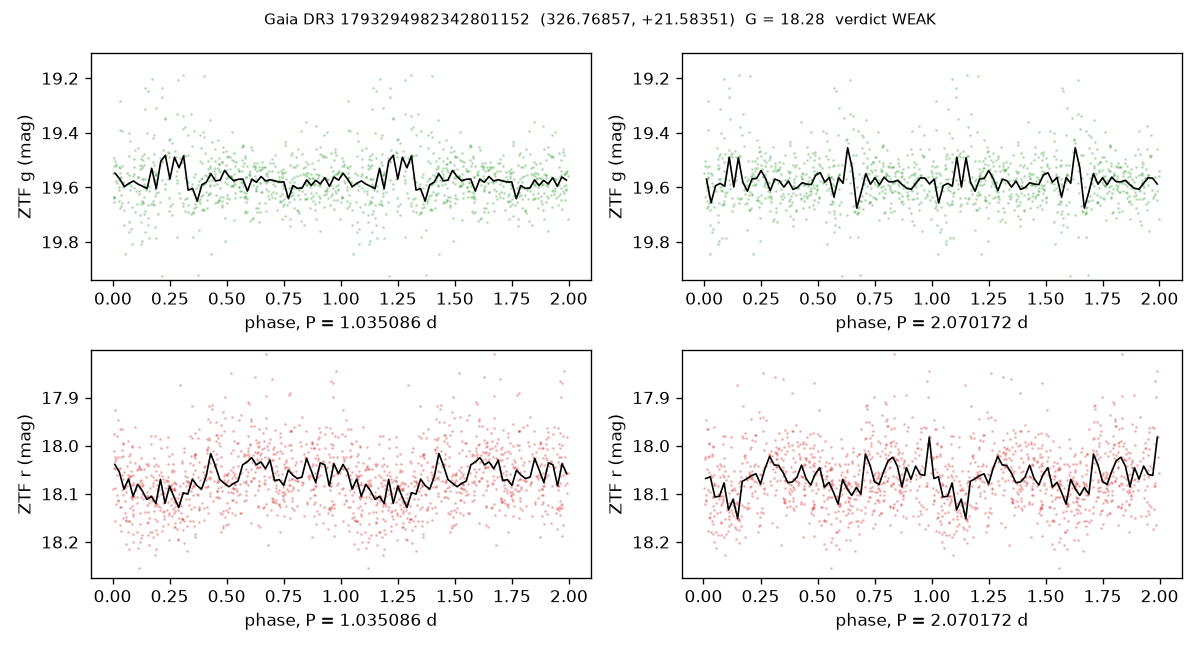 Gaia DR3 1793294982342801152  (326.76857, +21.58351)  G = 18.28  verdict WEAK
ZTF g (mag)
19.2
19.4
19.6
19.8
0.00 0.25 0.50 0.75 1.00 1.25 1.50 1.75 2.00
phase, P = 1.035086 d
ZTF g (mag)
19.2
19.4
19.6
19.8
0.00 0.25 0.50 0.75 1.00 1.25 1.50 1.75 2.00
phase, P = 2.070172 d
ZTF r (mag)
17.9
18.0
18.1
18.2
0.00 0.25 0.50 0.75 1.00 1.25 1.50 1.75 2.00
phase, P = 1.035086 d
ZTF r (mag)
17.9
18.0
18.1
18.2
0.00 0.25 0.50 0.75 1.00 1.25 1.50 1.75 2.00
phase, P = 2.070172 d